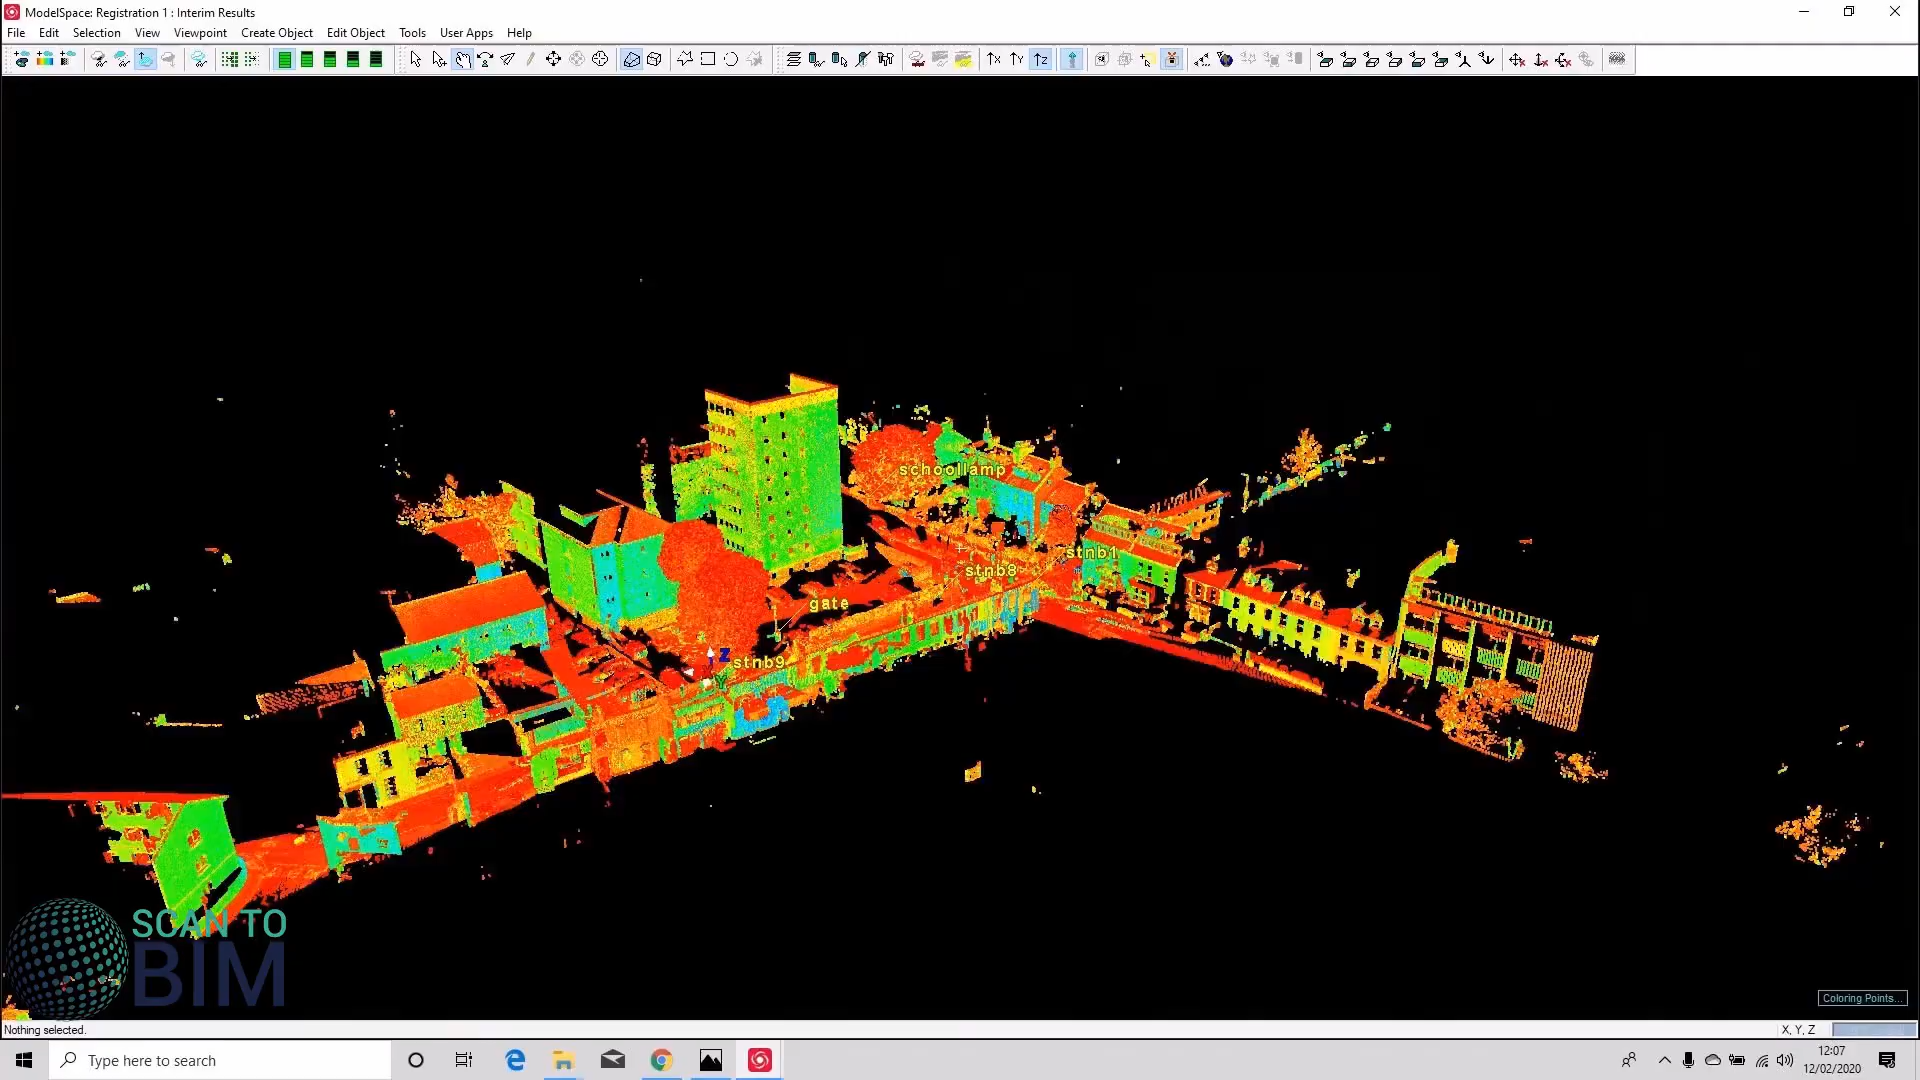 ModelSpace: Registration 1 : Interim Results
File Edit Selection View Viewpoint Create Object Edit Object Tools User Apps Help
schoollamp
stnb1
stnb8
gate
Z
stnb9
Y
SCAN TO
BIM
Coloring Points...
Nothing selected.
X, Y, Z
Type here to search
12:07
12/02/2020